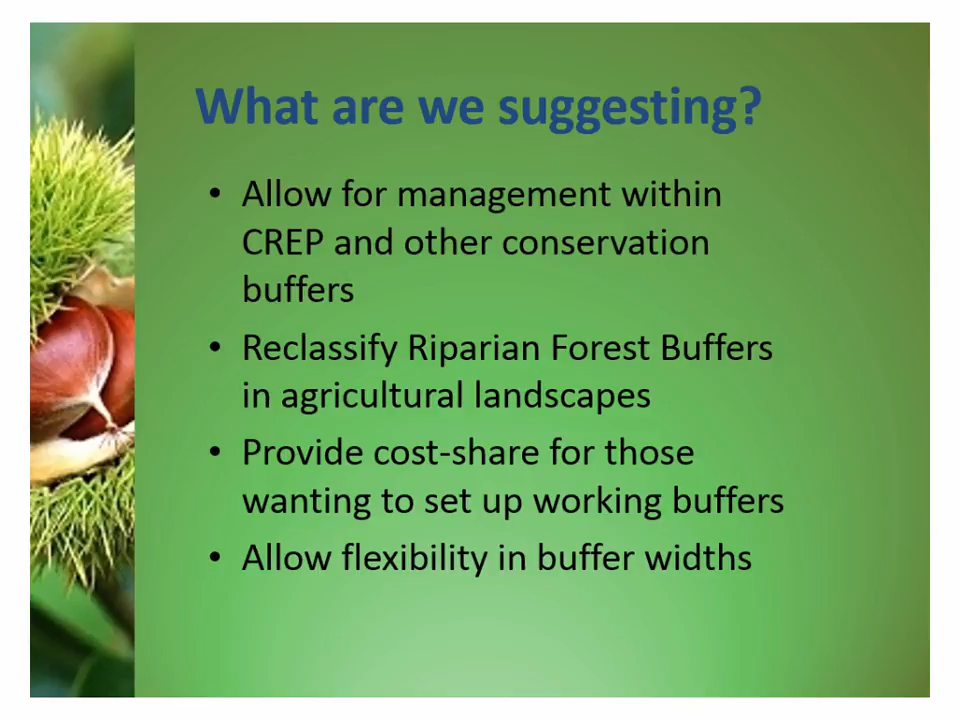 What are we suggesting?
• Allow for management within
CREP and other conservation
buffers
• Reclassify Riparian Forest Buffers
in agricultural landscapes
• Provide cost-share for those
wanting to set up working buffers
• Allow flexibility in buffer widths